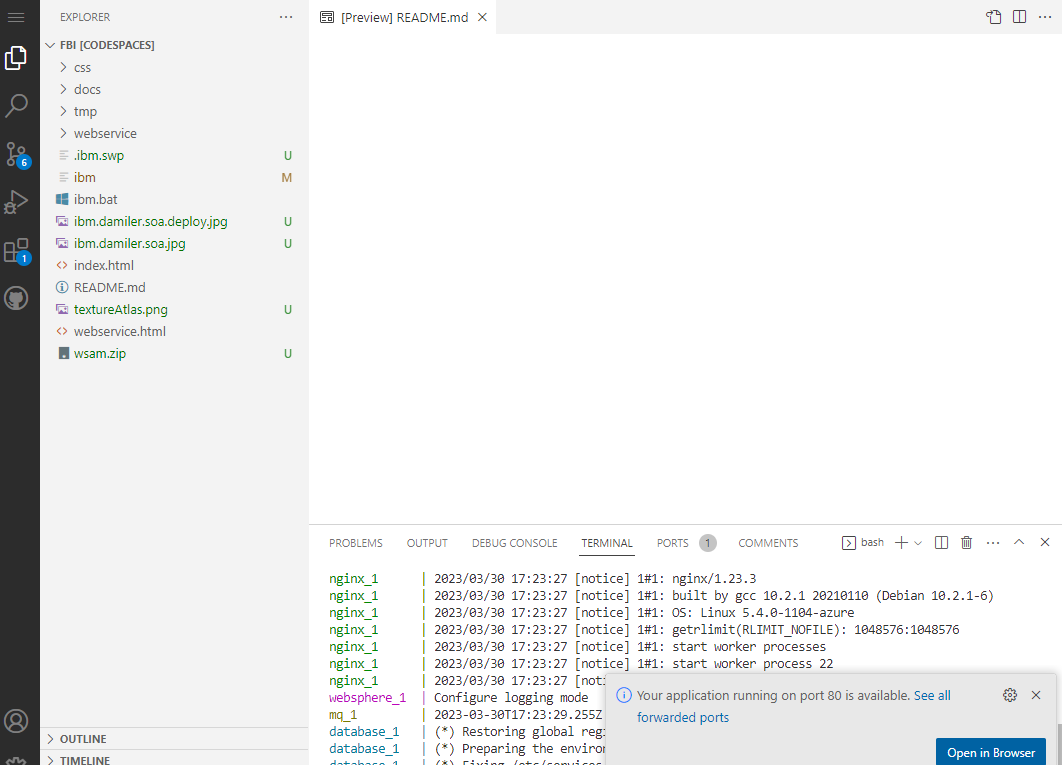 EXPLORER
FBI [CODESPACES]
css
docs
tmp
webservice
.ibm.swp U
ibm M
ibm.bat
ibm.damiler.soa.deploy.jpg U
ibm.damiler.soa.jpg U
index.html
README.md
textureAtlas.png U
webservice.html
wsam.zip U
OUTLINE
TIMELINE
6
1
[Preview] README.md
PROBLEMS OUTPUT DEBUG CONSOLE TERMINAL PORTS 1 COMMENTS bash
nginx_1 | 2023/03/30 17:23:27 [notice] 1#1: nginx/1.23.3
nginx_1 | 2023/03/30 17:23:27 [notice] 1#1: built by gcc 10.2.1 20210110 (Debian 10.2.1-6)
nginx_1 | 2023/03/30 17:23:27 [notice] 1#1: OS: Linux 5.4.0-1104-azure
nginx_1 | 2023/03/30 17:23:27 [notice] 1#1: getrlimit(RLIMIT_NOFILE): 1048576:1048576
nginx_1 | 2023/03/30 17:23:27 [notice] 1#1: start worker processes
nginx_1 | 2023/03/30 17:23:27 [notice] 1#1: start worker process 22
nginx_1 | 2023/03/30 17:23:27 [noti
websphere_1 | Configure logging mode
mq_1 | 2023-03-30T17:23:29.255Z
database_1 | (*) Restoring global regi
database_1 | (*) Preparing the environ
database_1 | (*) Fixing /etc/services
Your application running on port 80 is available. See all
forwarded ports
Open in Browser